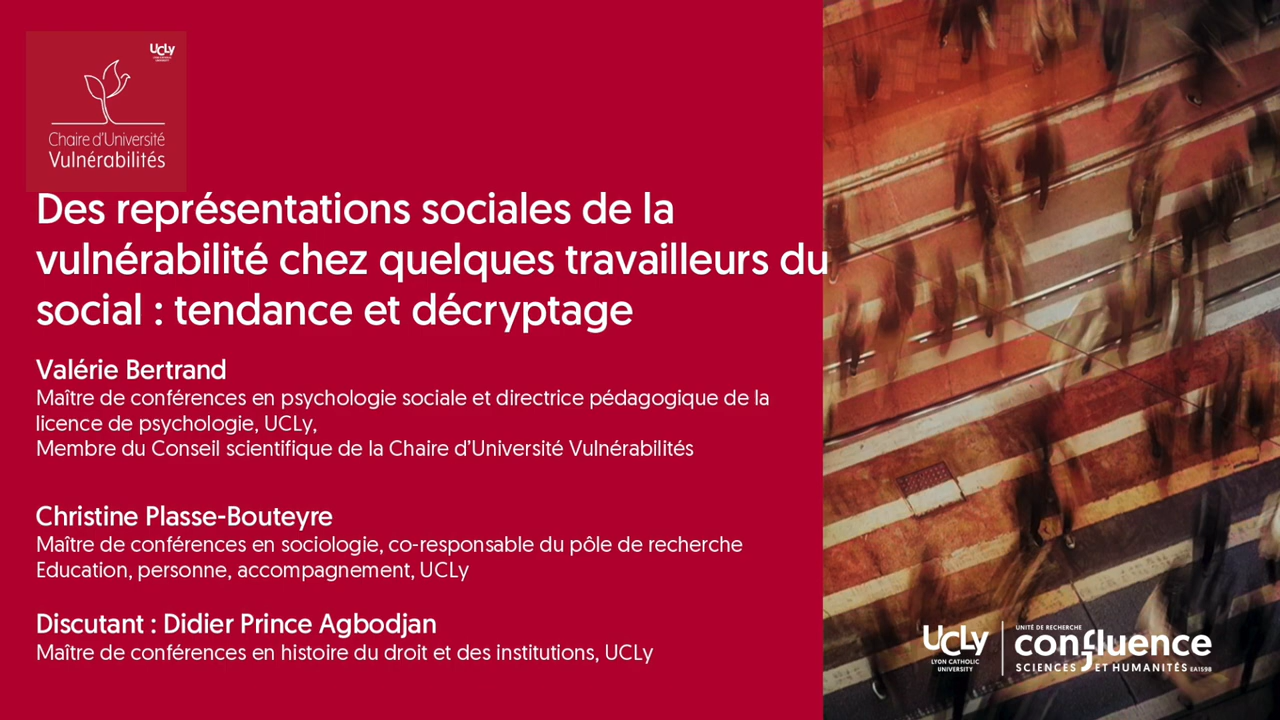 UCLy
LYON CATHOLIC
UNIVERSITY
Chaire d'Université
Vulnérabilités
Des représentations sociales de la
vulnérabilité chez quelques travailleurs du
social : tendance et décryptage
Valérie Bertrand
Maître de conférences en psychologie sociale et directrice pédagogique de la
licence de psychologie, UCLy,
Membre du Conseil scientifique de la Chaire d'Université Vulnérabilités
Christine Plasse-Bouteyre
Maître de conférences en sociologie, co-responsable du pôle de recherche
Education, personne, accompagnement, UCLy
Discutant : Didier Prince Agbodjan
Maître de conférences en histoire du droit et des institutions, UCLy
UCLy
LYON CATHOLIC
UNIVERSITY
UNITÉ DE RECHERCHE
confluence
SCIENCES ET HUMANITÉS EA1598